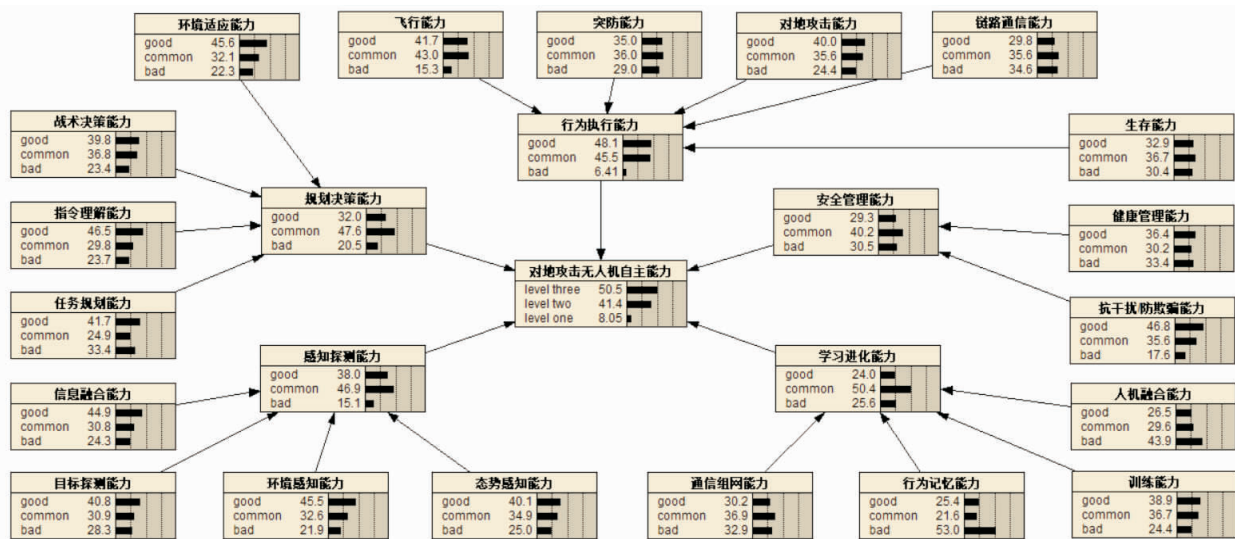 环境适应能力
good 45.6
common 32.1
bad 22.3
飞行能力
good 41.7
common 43.0
bad 15.3
突防能力
good 35.0
common 36.0
bad 29.0
对地攻击能力
good 40.0
common 35.6
bad 24.4
链路通信能力
good 29.8
common 35.6
bad 34.6
战术决策能力
good 39.8
common 36.8
bad 23.4
行为执行能力
good 48.1
common 45.5
bad 6.41
生存能力
good 32.9
common 36.7
bad 30.4
指令理解能力
good 46.5
common 29.8
bad 23.7
规划决策能力
good 32.0
common 47.6
bad 20.5
安全管理能力
good 29.3
common 40.2
bad 30.5
健康管理能力
good 36.4
common 30.2
bad 33.4
任务规划能力
good 41.7
common 24.9
bad 33.4
对地攻击无人机自主能力
level three 50.5
level two 41.4
level one 8.05
抗干扰/防欺骗能力
good 46.8
common 35.6
bad 17.6
信息融合能力
good 44.9
common 30.8
bad 24.3
感知探测能力
good 38.0
common 46.9
bad 15.1
学习进化能力
good 24.0
common 50.4
bad 25.6
人机融合能力
good 26.5
common 29.6
bad 43.9
目标探测能力
good 40.8
common 30.9
bad 28.3
环境感知能力
good 45.5
common 32.6
bad 21.9
态势感知能力
good 40.1
common 34.9
bad 25.0
通信组网能力
good 30.2
common 36.9
bad 32.9
行为记忆能力
good 25.4
common 21.6
bad 53.0
训练能力
good 38.9
common 36.7
bad 24.4